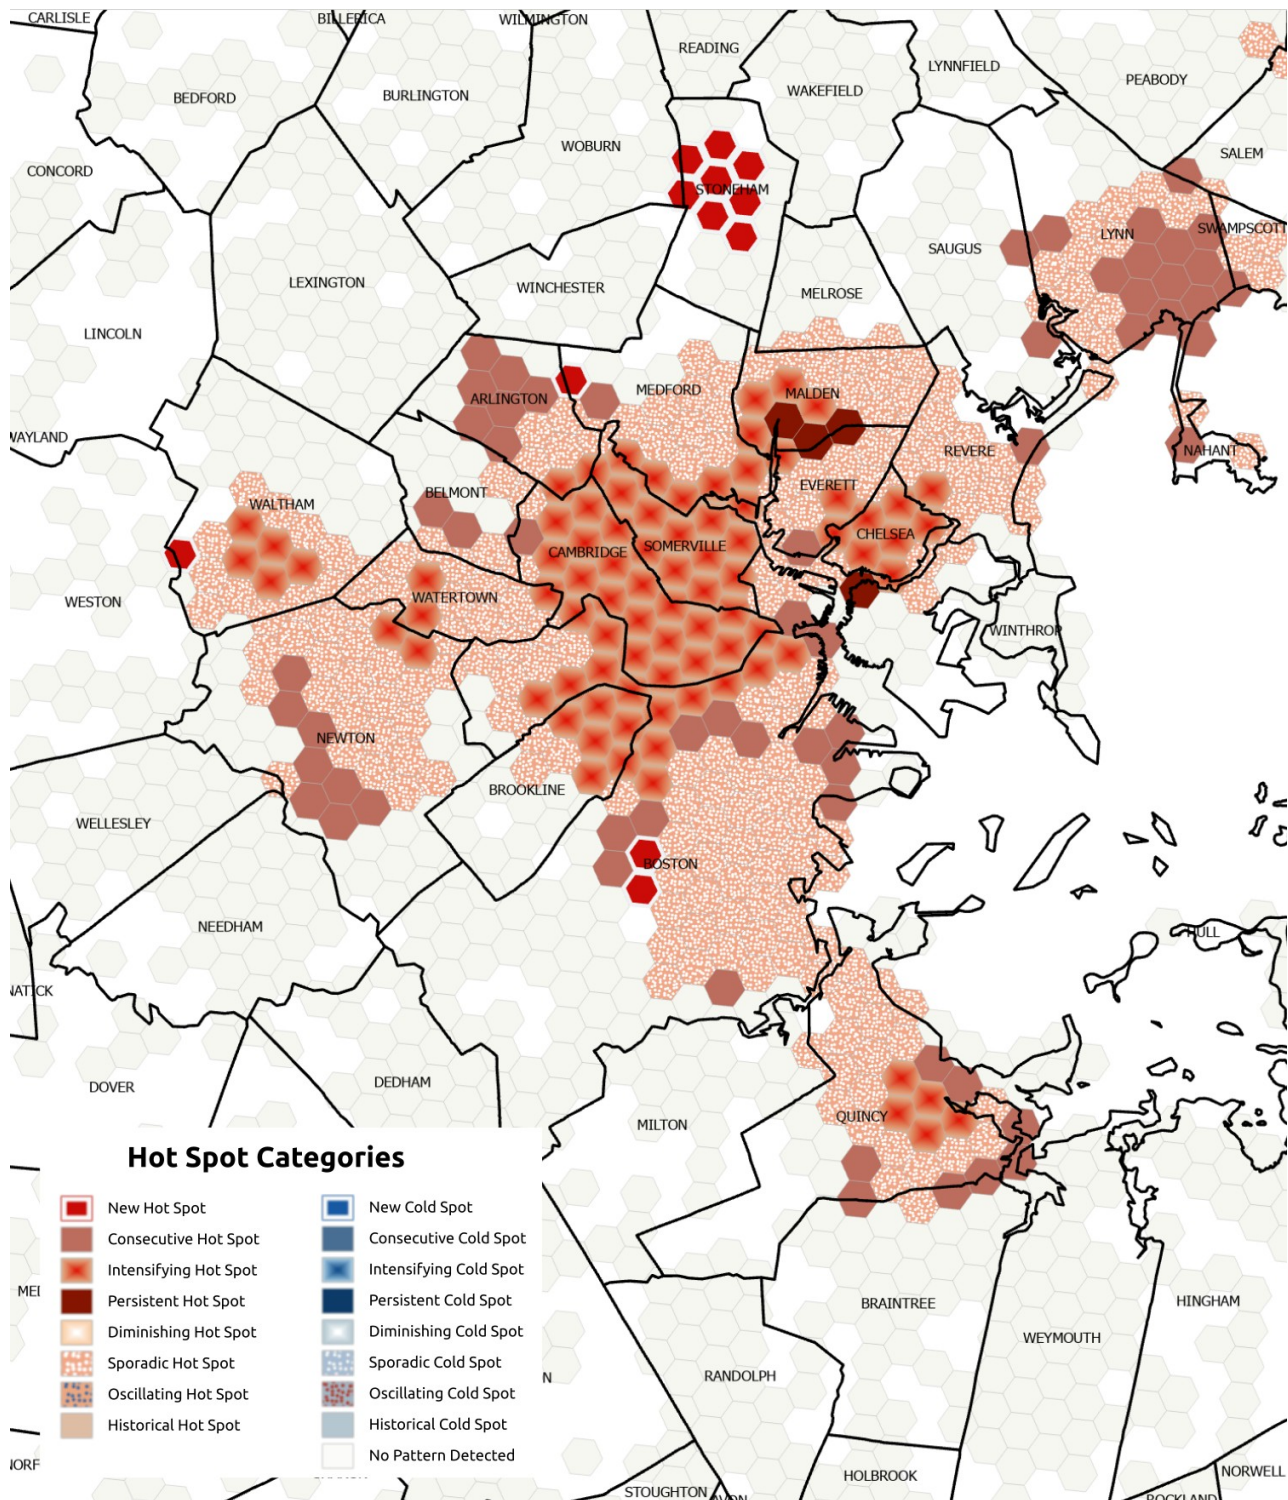 CARLISLE
BILLERICA
WILMINGTON
READING
LYNNFIELD
PEABODY
BEDFORD
BURLINGTON
WAKEFIELD
WOBURN
SALEM
CONCORD
STONEHAM
LYNN
SWAMPSCOTT
SAUGUS
LEXINGTON
WINCHESTER
MELROSE
LINCOLN
ARLINGTON
MEDFORD
MALDEN
WAYLAND
REVERE
NAHANT
BELMONT
EVERETT
WALTHAM
CHELSEA
CAMBRIDGE
SOMERVILLE
WESTON
WATERTOWN
WINTHROP
NEWTON
BROOKLINE
WELLESLEY
BOSTON
NEEDHAM
HULL
NATICK
DOVER
DEDHAM
QUINCY
MILTON
Hot Spot Categories
New Hot Spot
New Cold Spot
Consecutive Hot Spot
Consecutive Cold Spot
Intensifying Hot Spot
Intensifying Cold Spot
Persistent Hot Spot
Persistent Cold Spot
Diminishing Hot Spot
Diminishing Cold Spot
Sporadic Hot Spot
Sporadic Cold Spot
Oscillating Hot Spot
Oscillating Cold Spot
Historical Hot Spot
Historical Cold Spot
No Pattern Detected
BRAINTREE
HINGHAM
WEYMOUTH
RANDOLPH
N
HOLBROOK
NORWELL
STOUGHTON
AVON
ROCKLAND